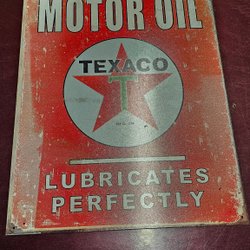 MOTOR OIL
TEXACO
T
LUBRICATES
PERFECTLY